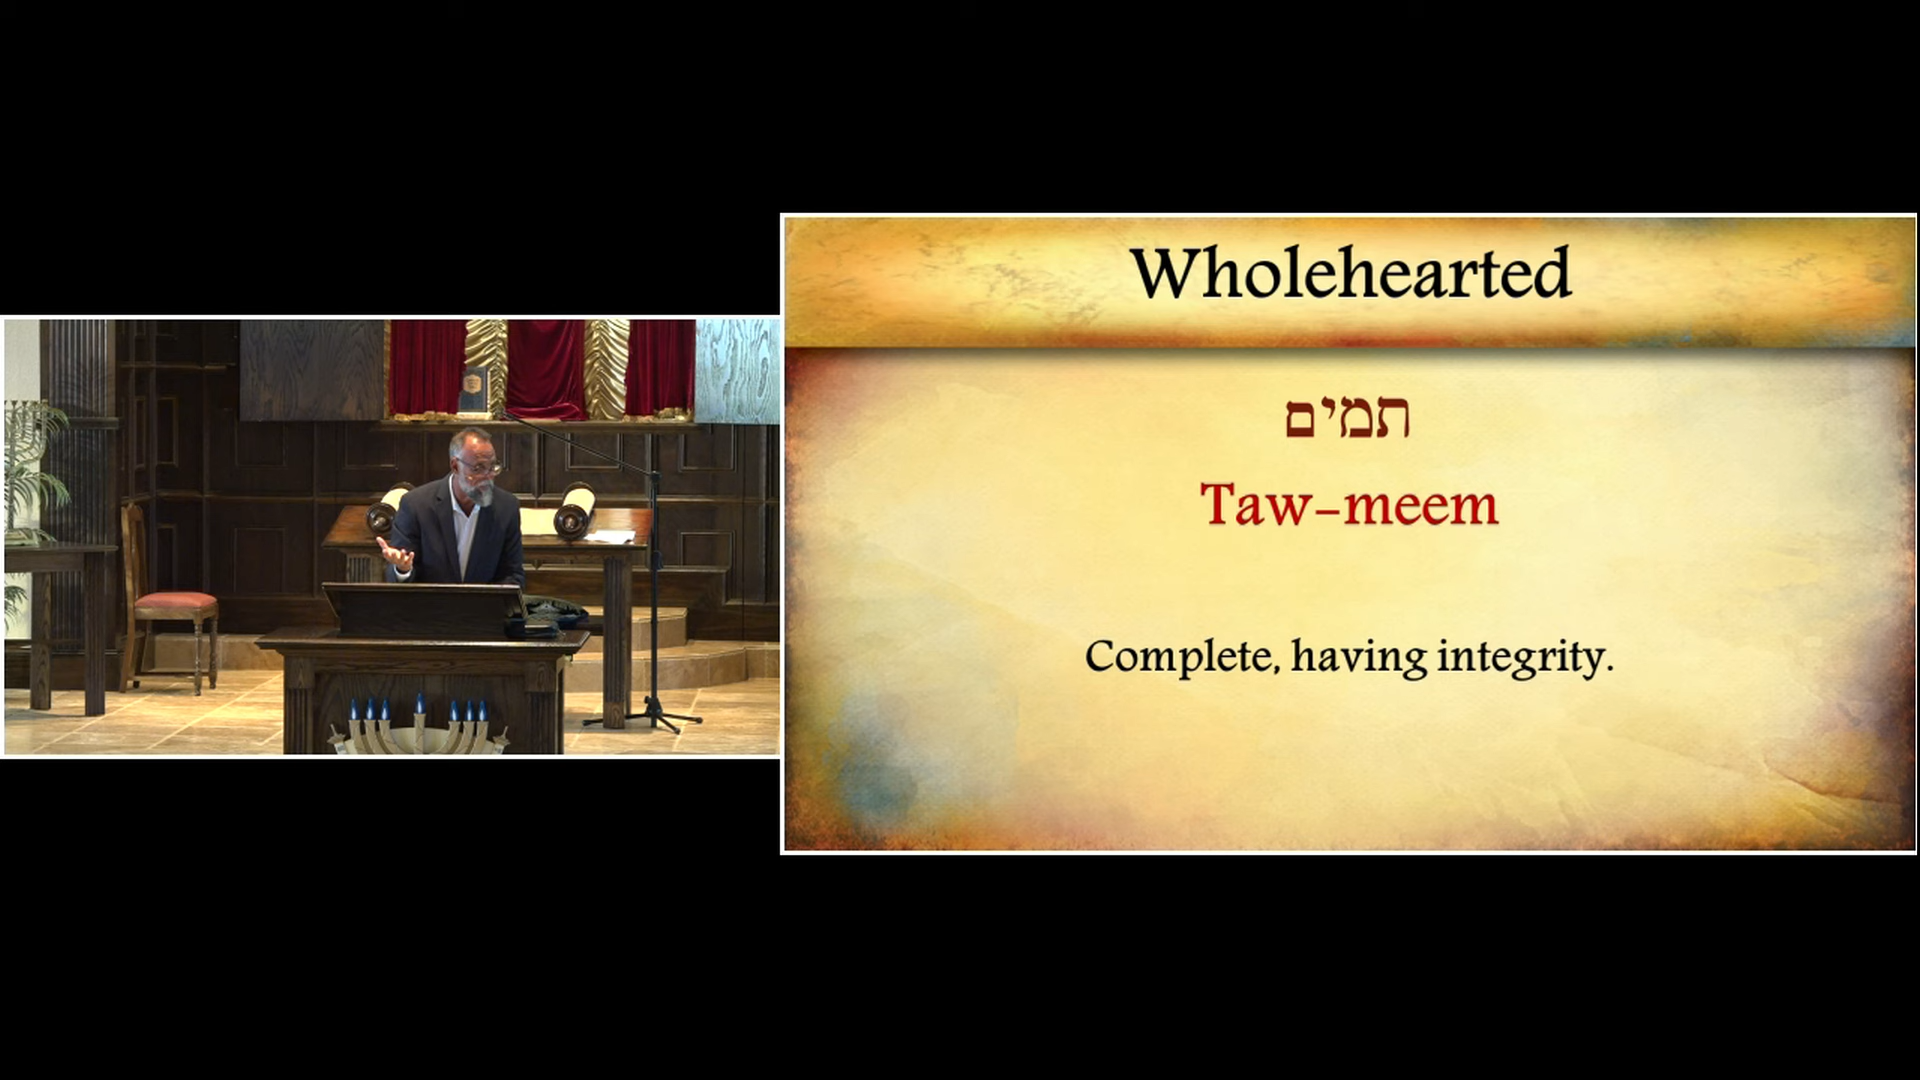 Wholehearted
תמים
Taw-meem
Complete, having integrity.